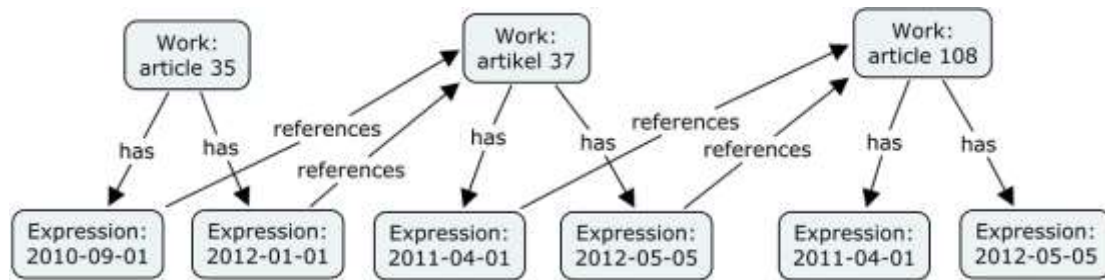 Work:
article 35
Work:
artikel 37
Work:
article 108
references
references
has
has
has
has
has
has
references
references
Expression:
2010-09-01
Expression:
2012-01-01
Expression:
2011-04-01
Expression:
2012-05-05
Expression:
2011-04-01
Expression:
2012-05-05